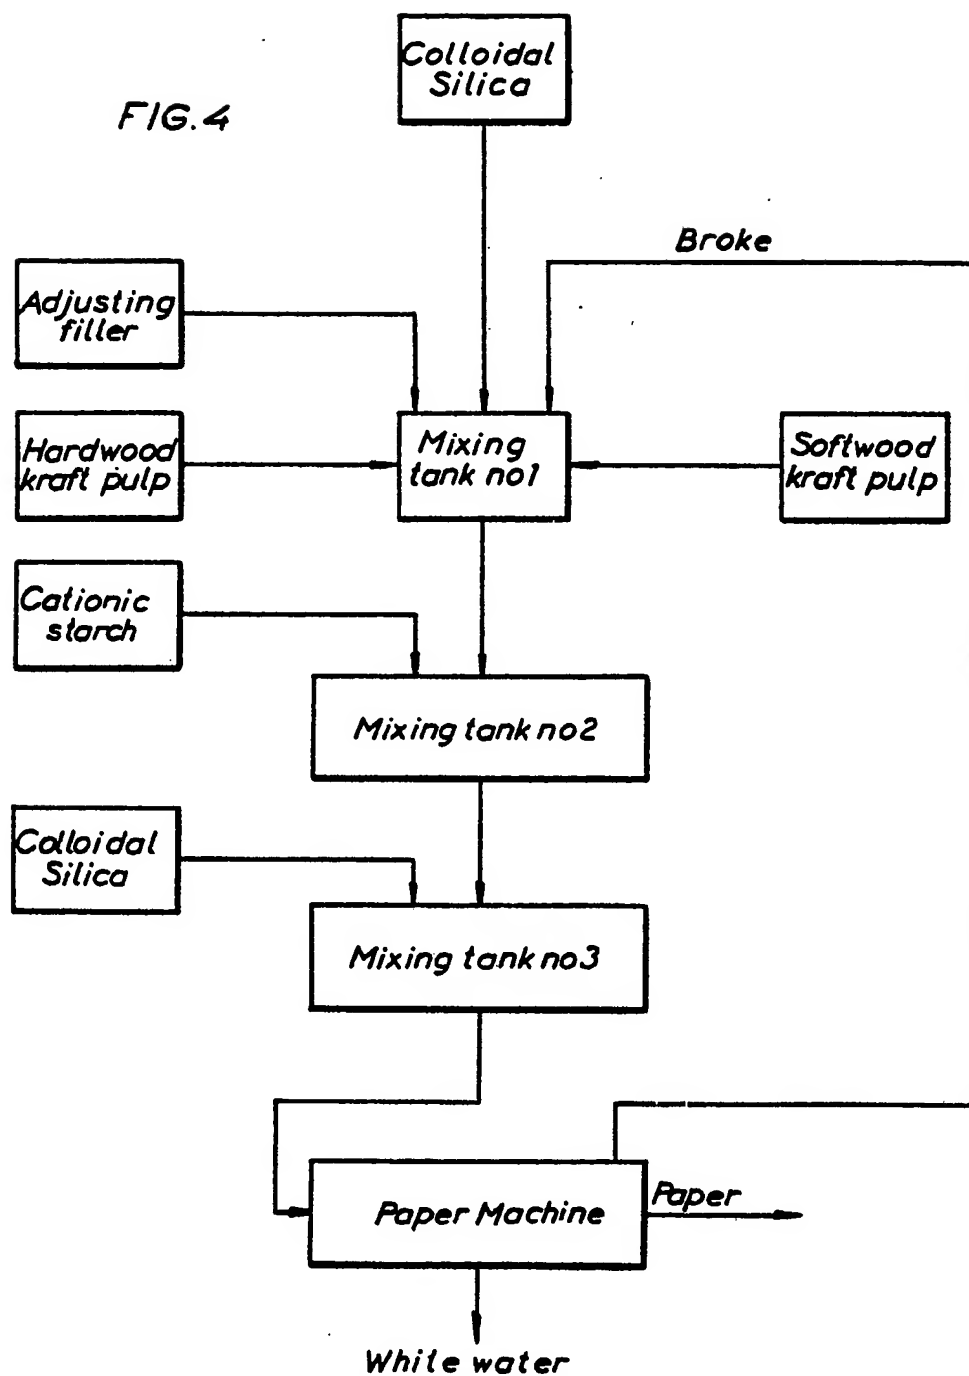 FIG.4
Colloidal
Silica
Broke
Adjusting
filler
Hardwood
kraft pulp
Mixing
tank no1
Softwood
kraft pulp
Cationic
starch
Mixing tank no2
Colloidal
Silica
Mixing tank no3
Paper Machine
Paper
White water